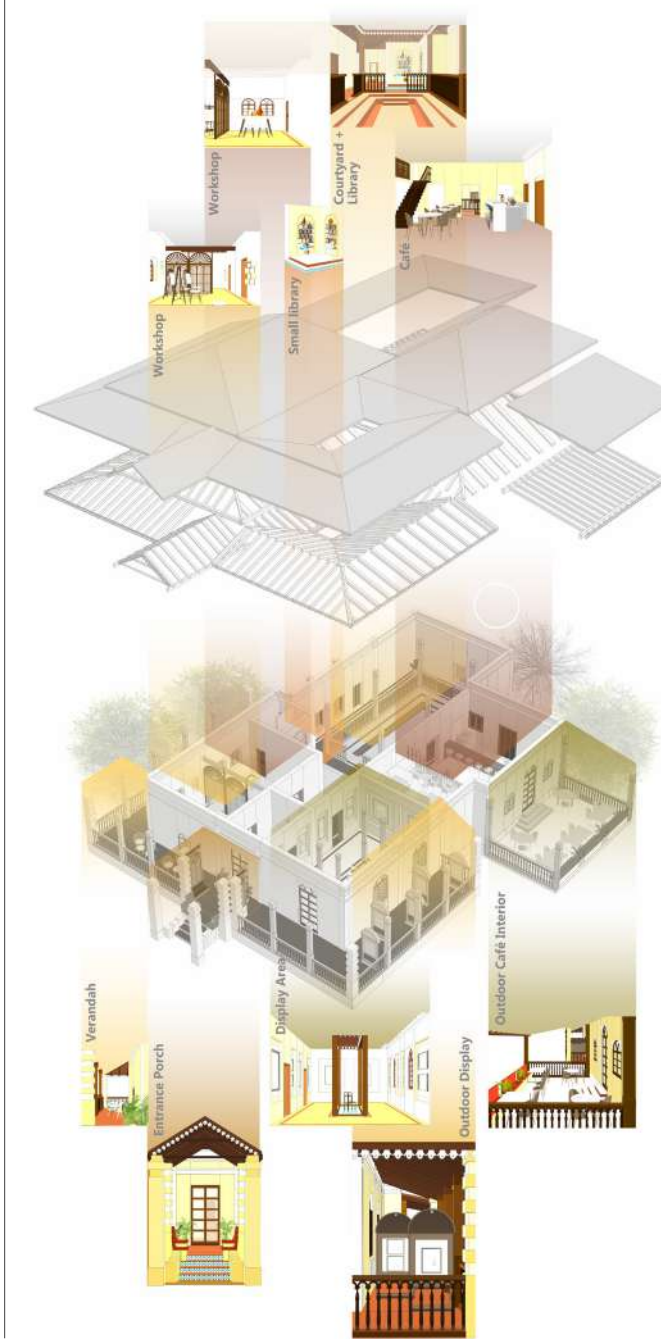 Workshop
Courtyard +
Library
Café
Workshop
Small library
Verandah
Entrance Porch
Display Area
Outdoor Display
Outdoor Café Interior